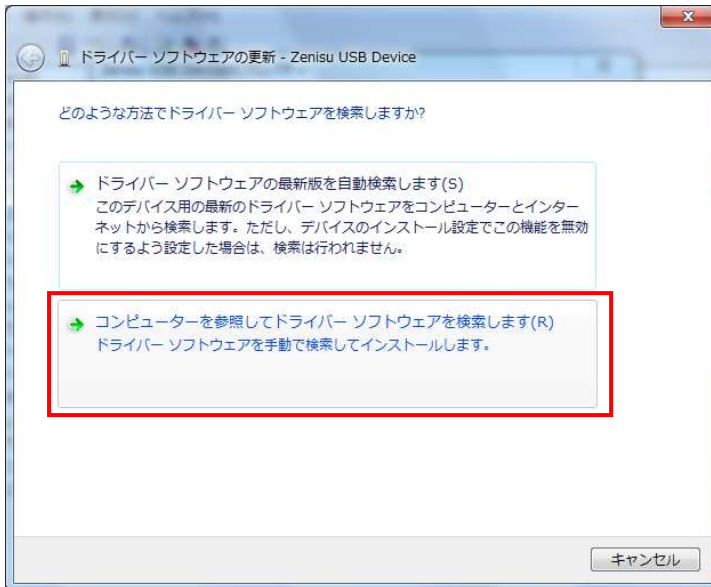 ドライバー ソフトウェアの更新 - Zenisu USB Device
どのような方法でドライバー ソフトウェアを検索しますか?
ドライバー ソフトウェアの最新版を自動検索します(S)
このデバイス用の最新のドライバー ソフトウェアをコンピューターとインター
ネットから検索します。ただし、デバイスのインストール設定でこの機能を無効
にするよう設定した場合は、検索は行われません。
コンピューターを参照してドライバー ソフトウェアを検索します(R)
ドライバー ソフトウェアを手動で検索してインストールします。
キャンセル